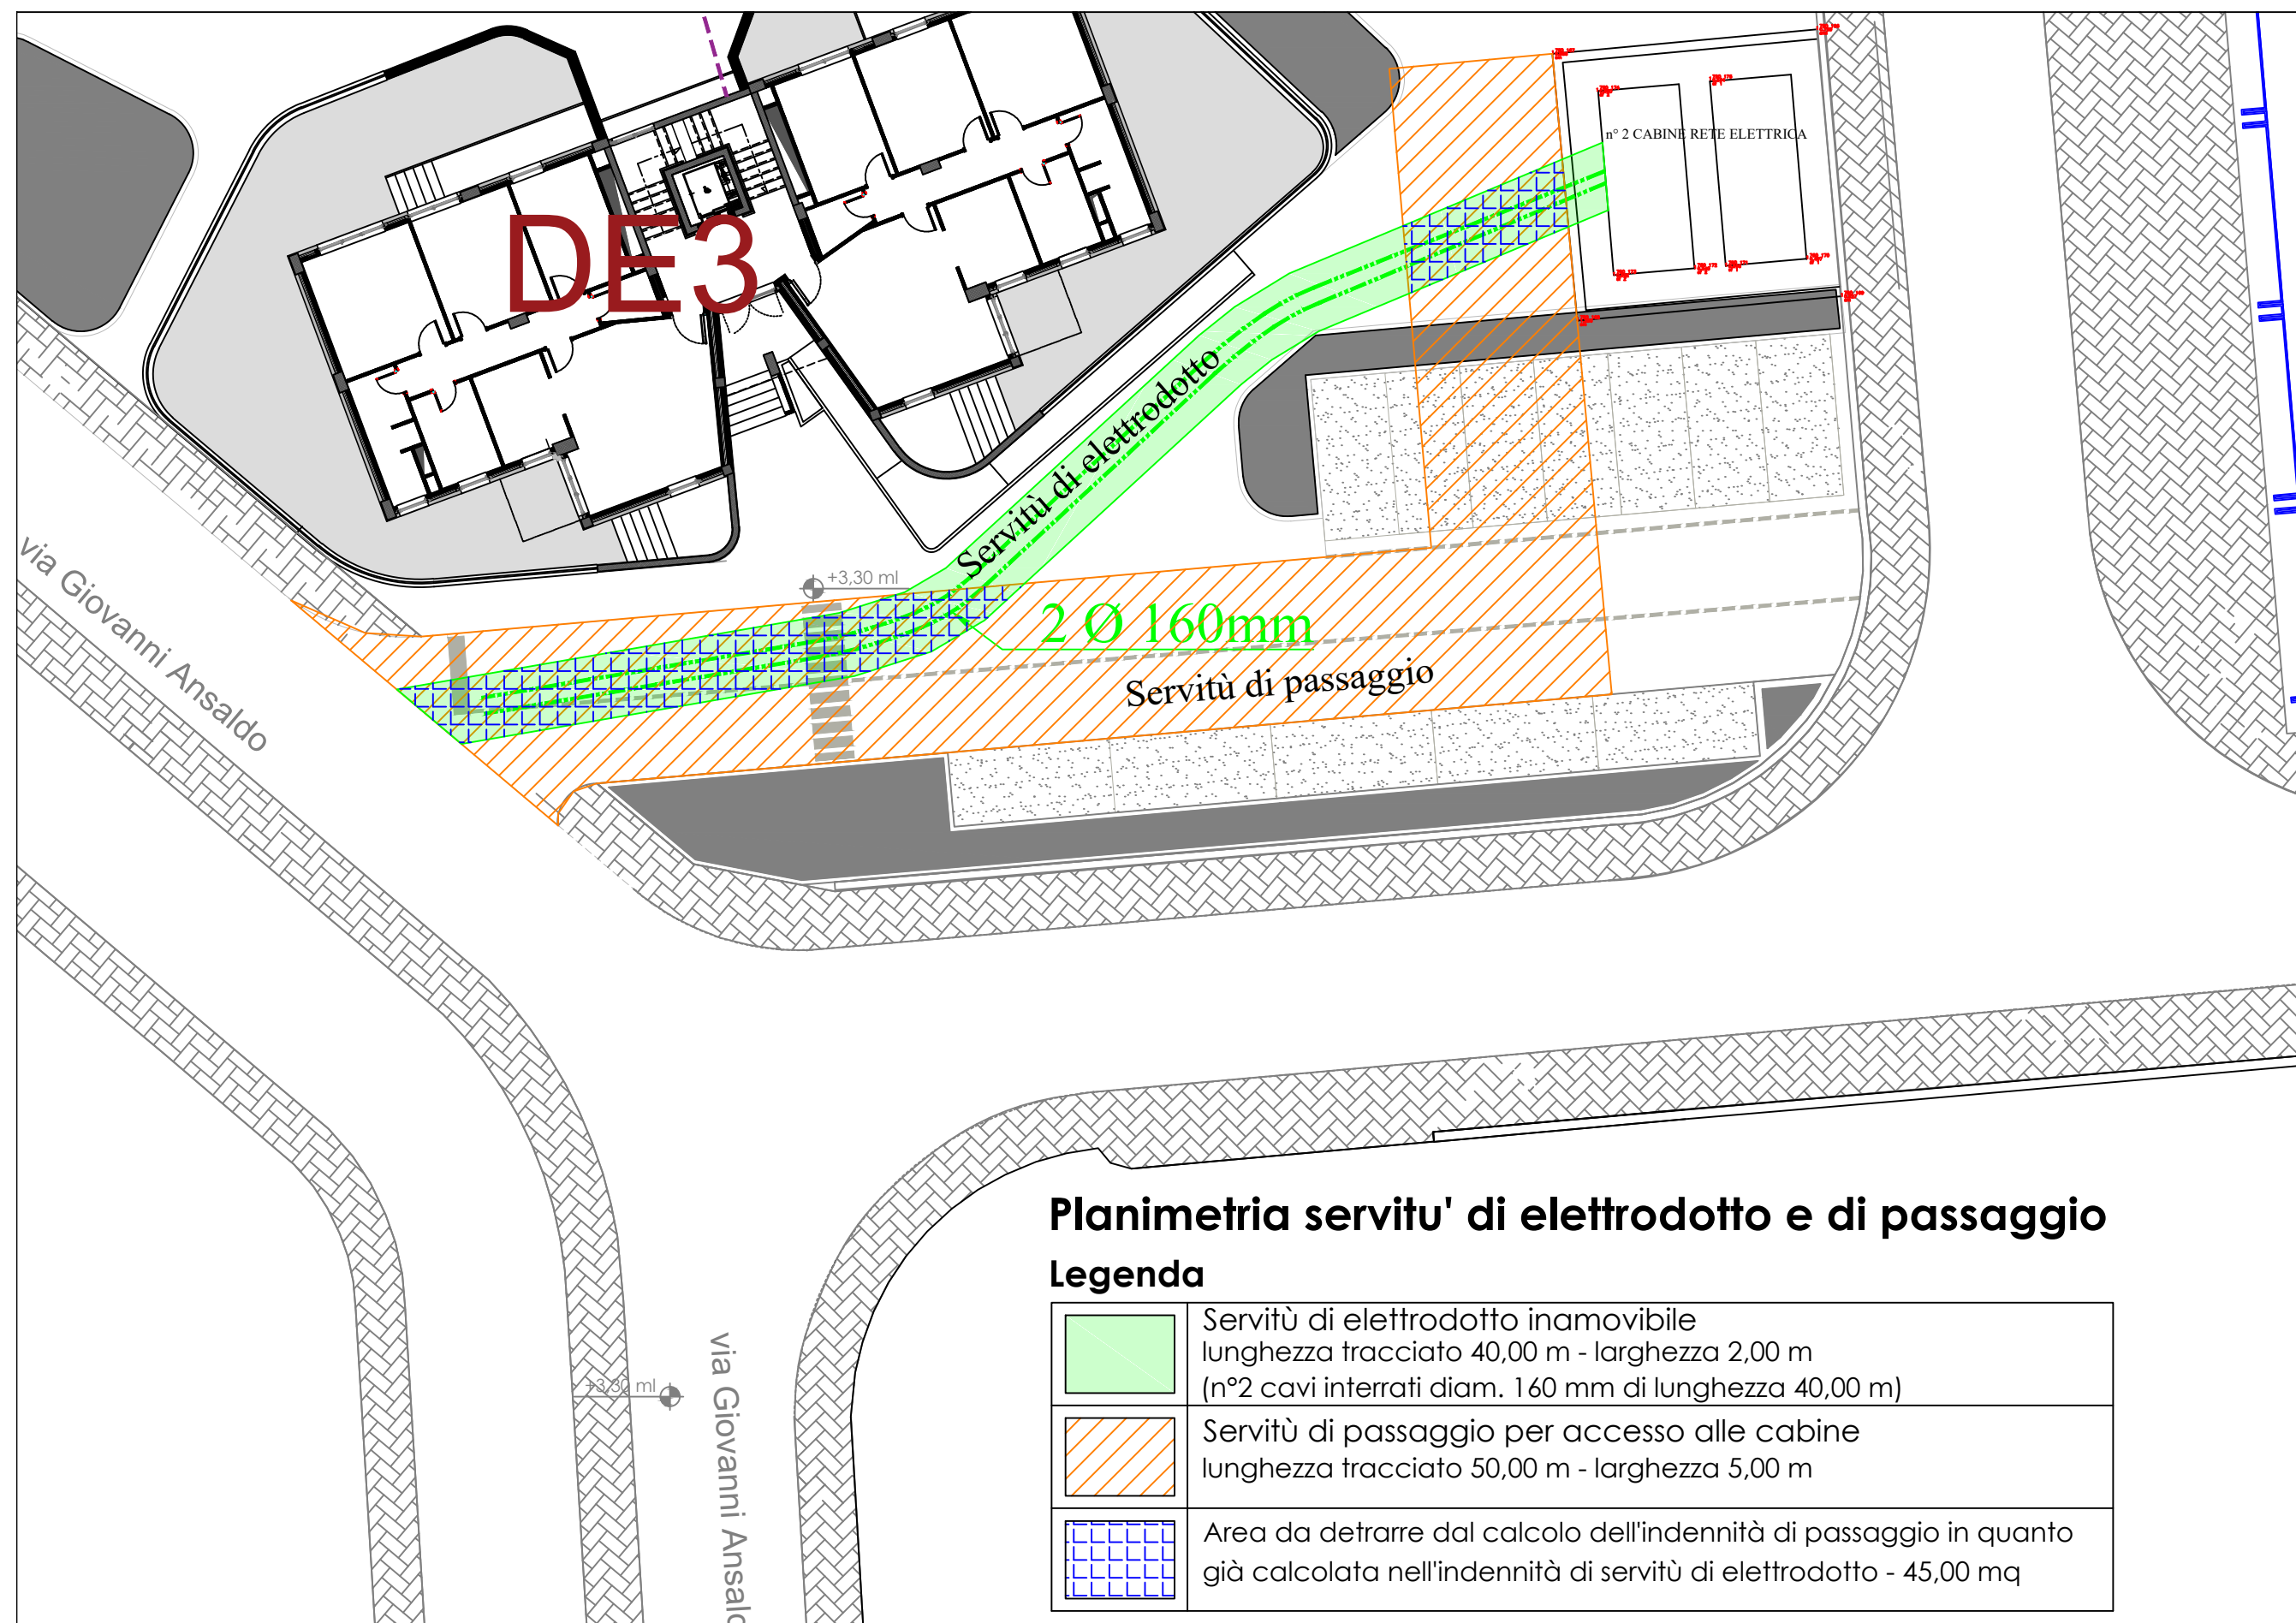 n° 2 CABINE RETE ELETTRICA
DE3
Servitù di elettrodotto
via Giovanni Ansaldo
+3,30 ml
2 Ø 160mm
Servitù di passaggio
Planimetria servitu' di elettrodotto e di passaggio
Legenda
Servitù di elettrodotto inamovibile
lunghezza tracciato 40,00 m - larghezza 2,00 m
(n°2 cavi interrati diam. 160 mm di lunghezza 40,00 m)
Servitù di passaggio per accesso alle cabine
lunghezza tracciato 50,00 m - larghezza 5,00 m
Area da detrarre dal calcolo dell'indennità di passaggio in quanto
già calcolata nell'indennità di servitù di elettrodotto - 45,00 mq
+3,30 ml
via Giovanni Ansald